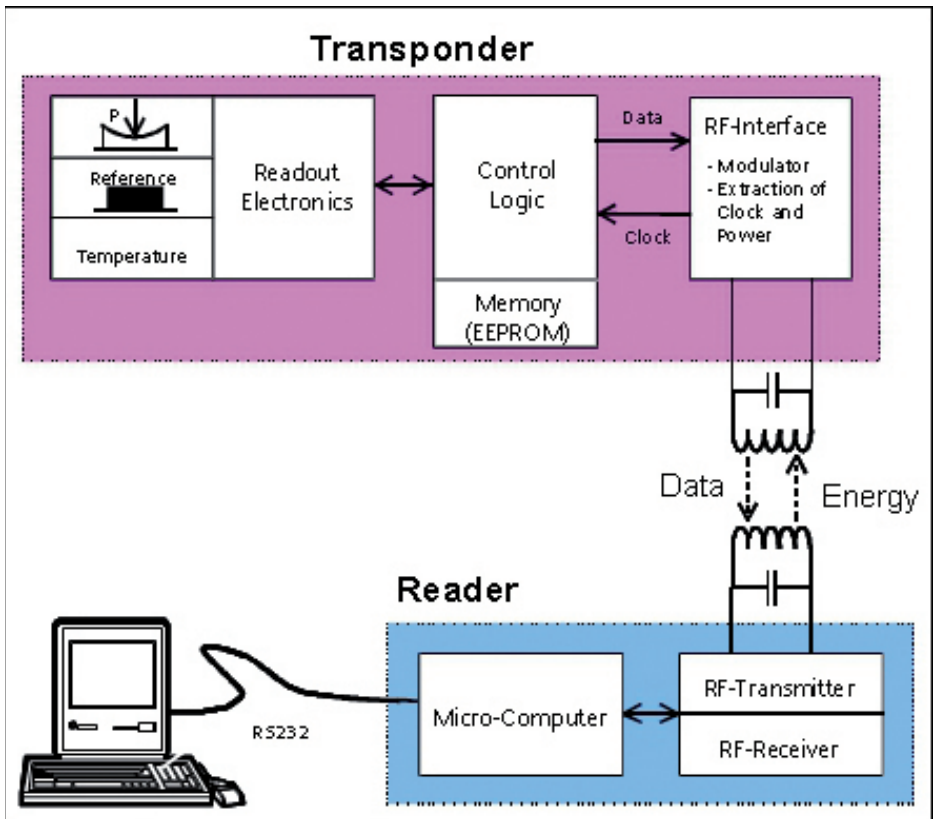 Transponder
P
Reference
Temperature
Readout
Electronics
Control
Logic
Memory
(EEPROM)
Data
Clock
RF-Interface
- Modulator
- Extraction of
Clock and
Power
Data
Energy
Reader
RS232
Micro-Computer
RF-Transmitter
RF-Receiver